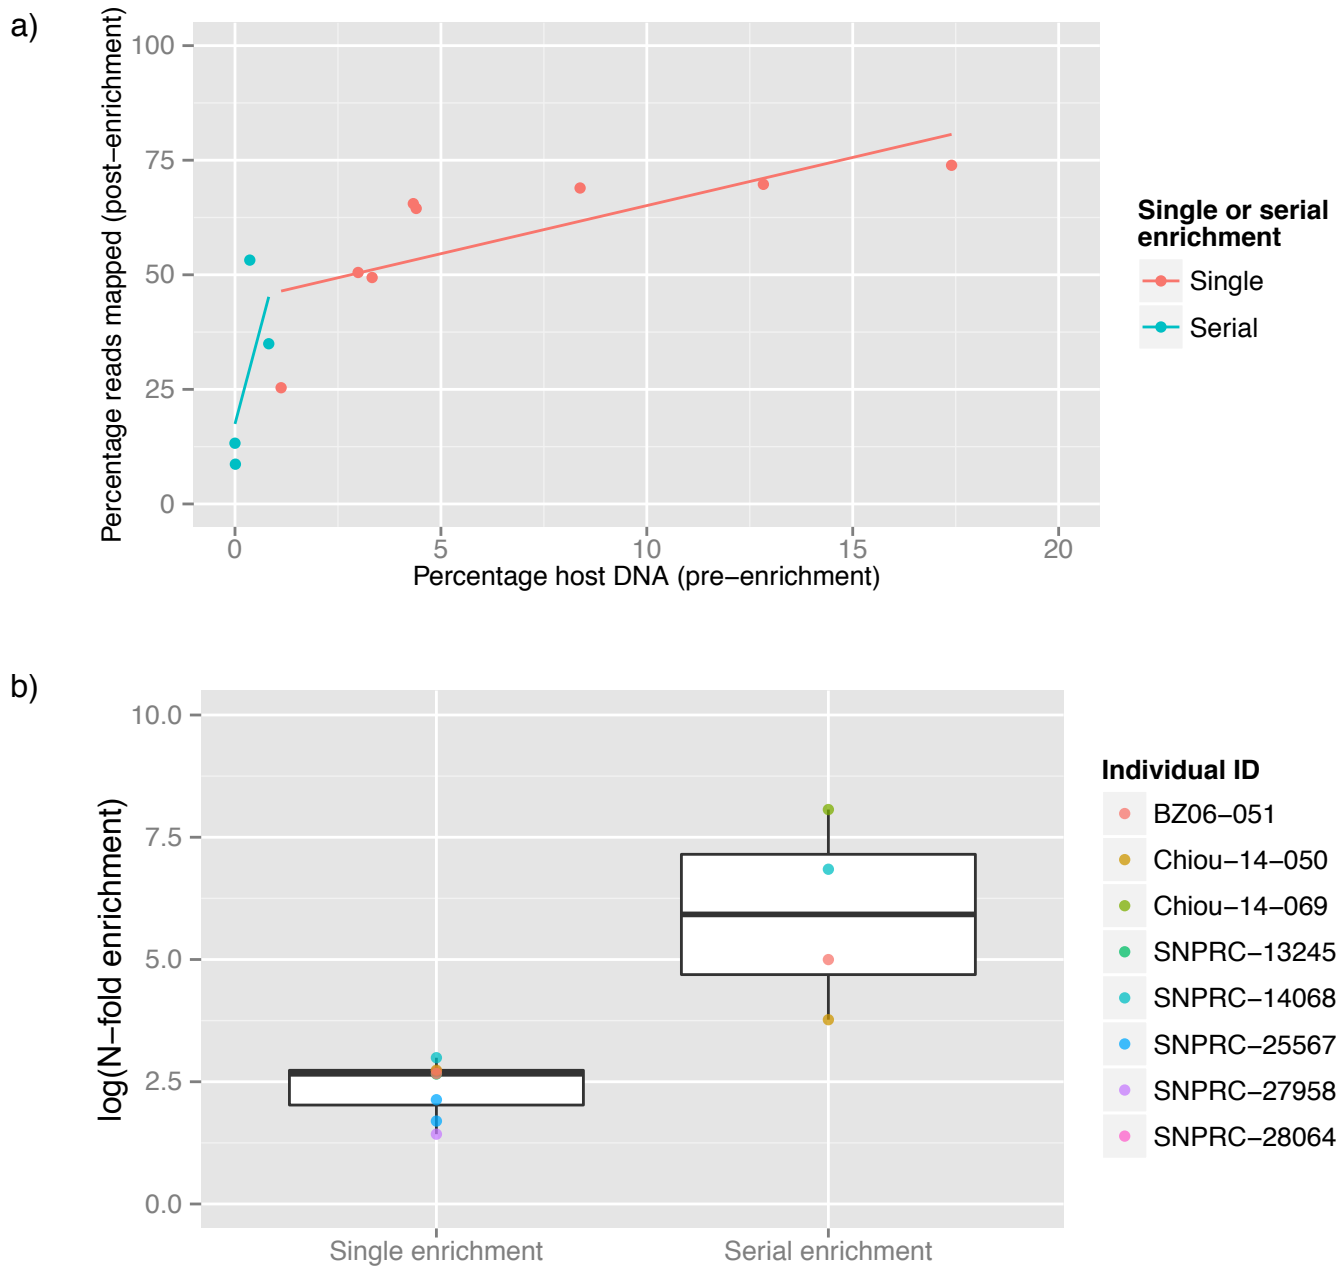 a)
Percentage reads mapped (post−enrichment)
100
75
50
25
0
0 5 10 15 20
Percentage host DNA (pre−enrichment)
Single or serial
enrichment
Single
Serial
b)
log(N−fold enrichment)
10.0
7.5
5.0
2.5
0.0
Single enrichment Serial enrichment
Individual ID
BZ06−051
Chiou−14−050
Chiou−14−069
SNPRC−13245
SNPRC−14068
SNPRC−25567
SNPRC−27958
SNPRC−28064